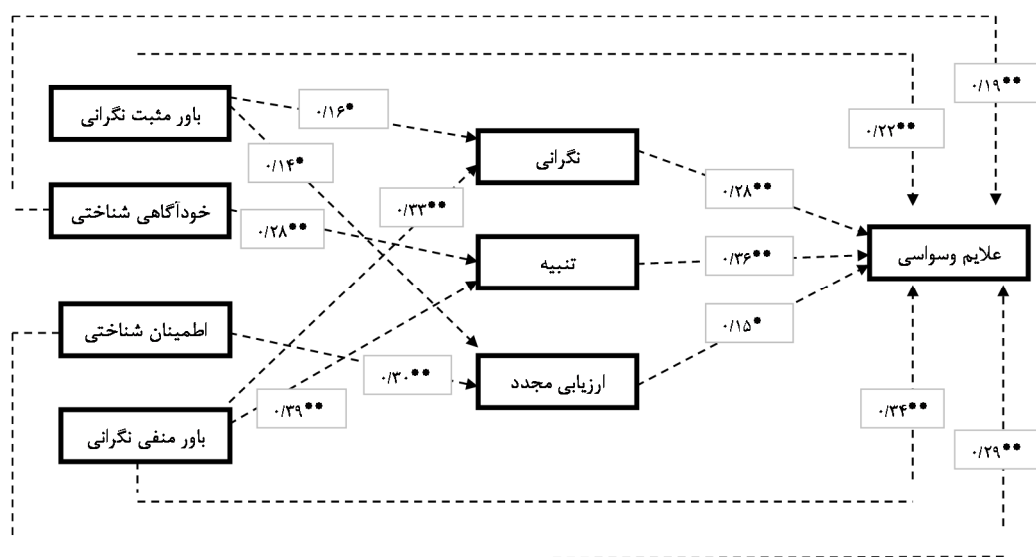 ۰/۱۹**
۰/۲۲**
باور مثبت نگرانی
۰/۱۶*
۰/۱۴*
نگرانی
۰/۲۸**
خودآگاهی شناختی
۰/۳۳**
۰/۲۸**
علایم وسواسی
تنبیه
۰/۳۶**
اطمینان شناختی
۰/۱۵*
۰/۳۰**
ارزیابی مجدد
۰/۳۹**
۰/۳۴**
باور منفی نگرانی
۰/۲۹**